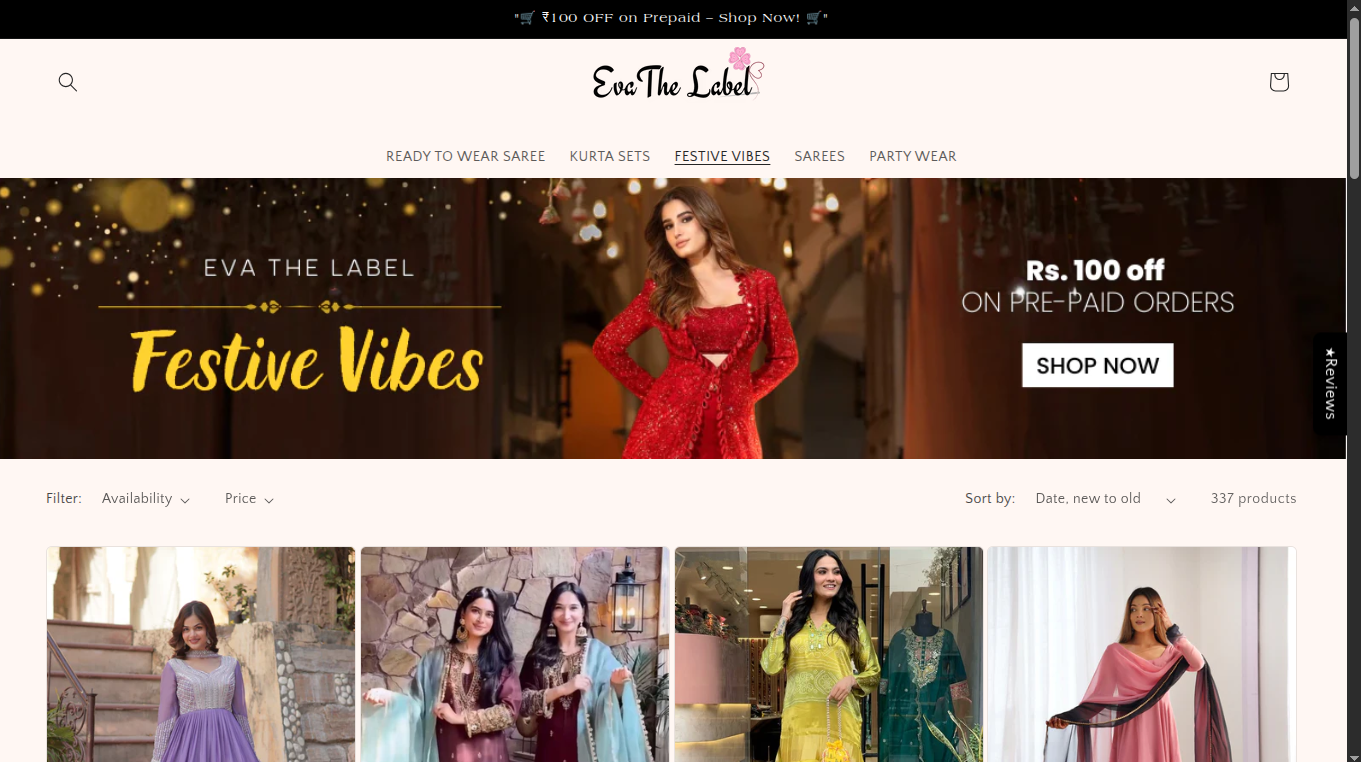 "🛒 ₹100 OFF on Prepaid – Shop Now! 🛒"
Eva The Label
READY TO WEAR SAREE KURTA SETS FESTIVE VIBES SAREES PARTY WEAR
EVA THE LABEL
Festive Vibes
Rs. 100 off
ON PRE-PAID ORDERS
SHOP NOW
★Reviews
Filter: Availability Price Sort by: Date, new to old 337 products